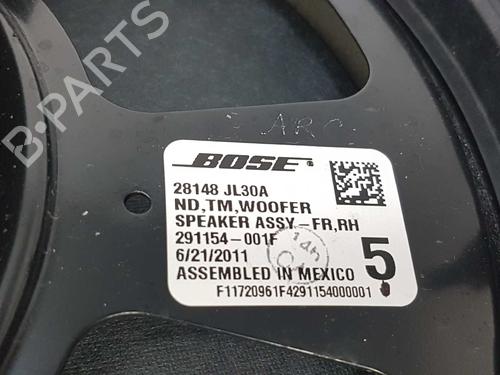 B-PARTS
ARC
BOSE
28148 JL30A
ND,TM,WOOFER
SPEAKER ASSY-FR,RH
291154-001F
6/21/2011
ASSEMBLED IN MEXICO
5
F11720961F4291154000001